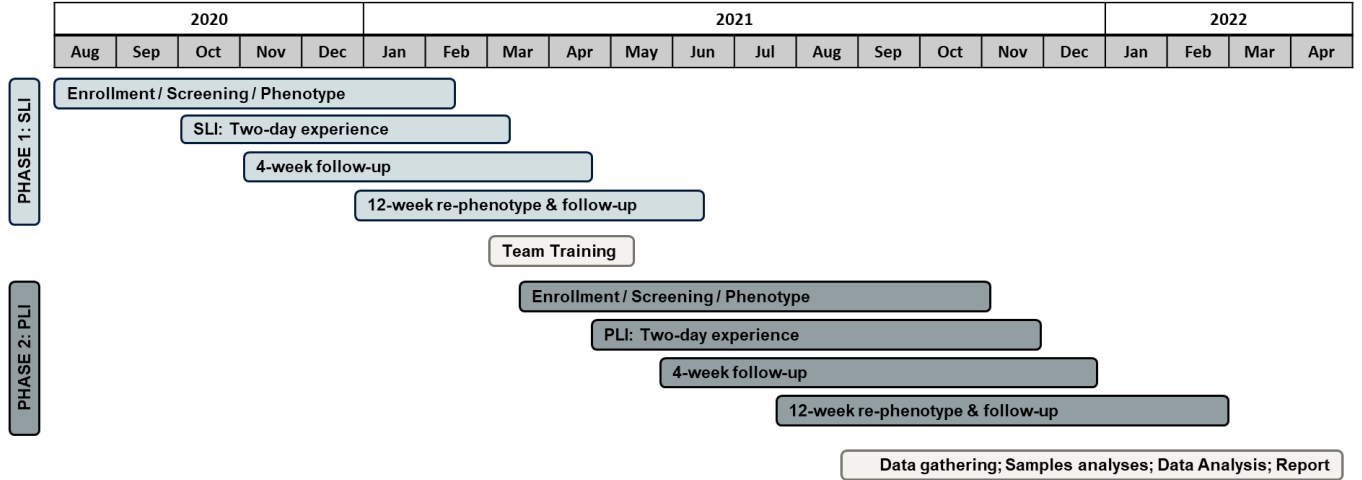 2020 2021 2022
Aug Sep Oct Nov Dec Jan Feb Mar Apr May Jun Jul Aug Sep Oct Nov Dec Jan Feb Mar Apr
PHASE 1: SLI
Enrollment / Screening / Phenotype
SLI: Two-day experience
4-week follow-up
12-week re-phenotype & follow-up
Team Training
PHASE 2: PLI
Enrollment / Screening / Phenotype
PLI: Two-day experience
4-week follow-up
12-week re-phenotype & follow-up
Data gathering; Samples analyses; Data Analysis; Report